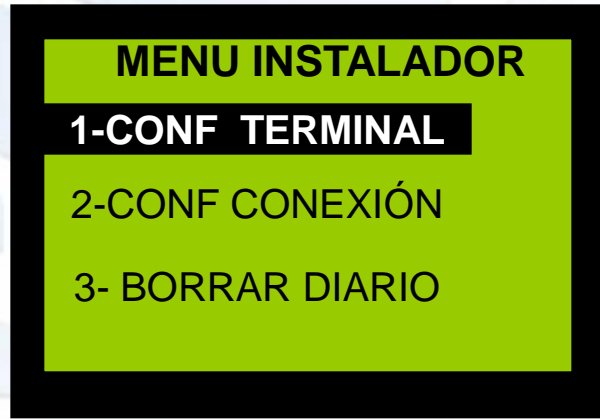 MENU INSTALADOR
1-CONF TERMINAL
2-CONF CONEXIÓN
3- BORRAR DIARIO